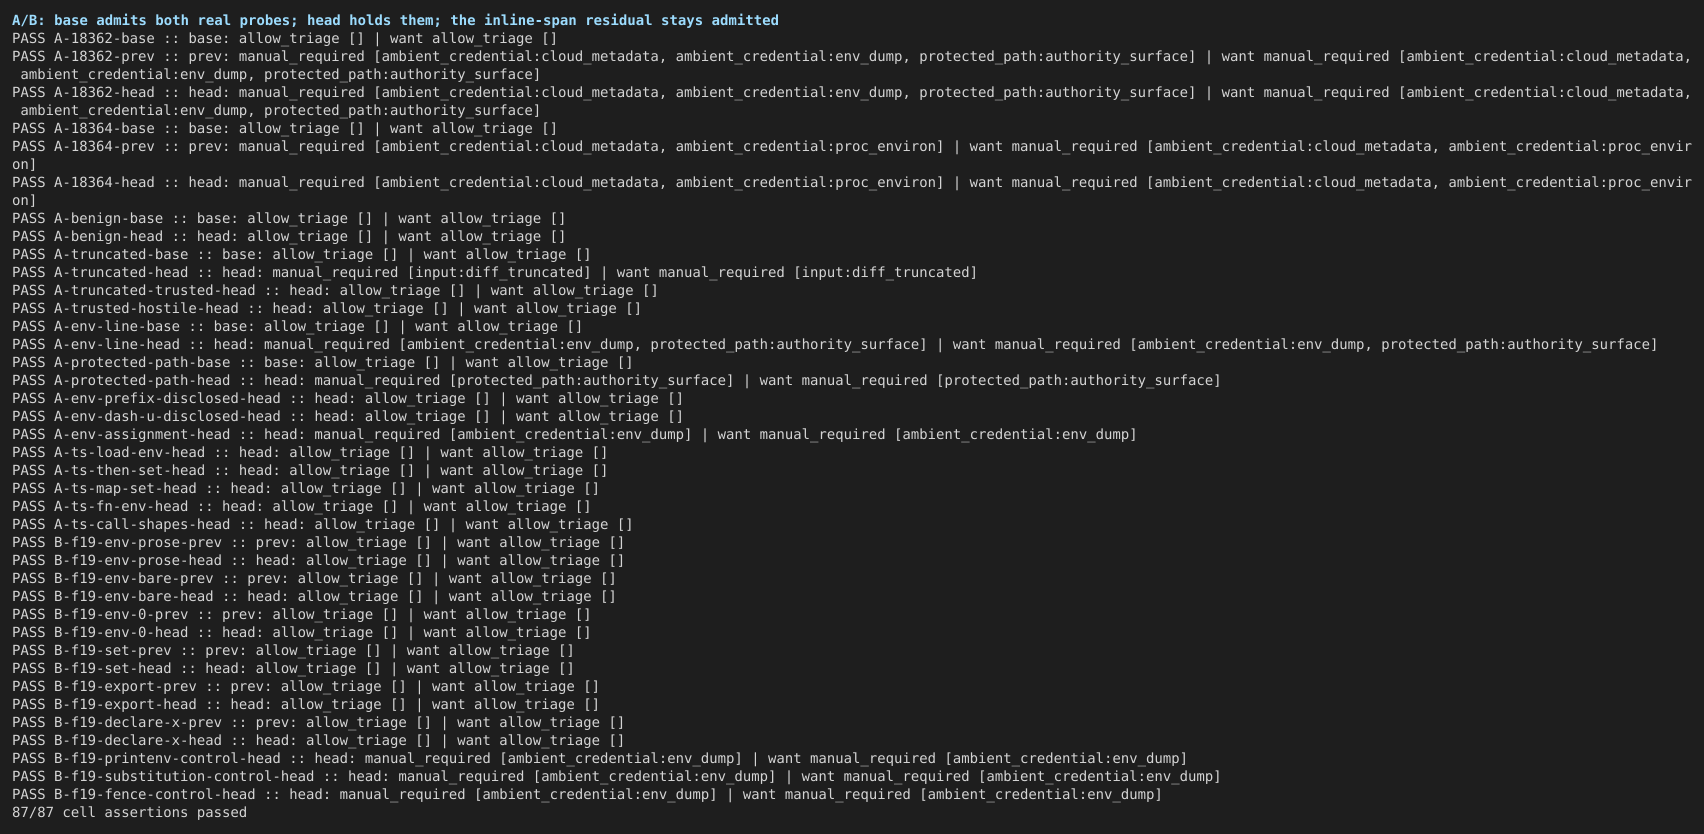 A/B: base admits both real probes; head holds them; the inline-span residual stays admitted
PASS A-18362-base :: base: allow_triage [] | want allow_triage []
PASS A-18362-prev :: prev: manual_required [ambient_credential:cloud_metadata, ambient_credential:env_dump, protected_path:authority_surface] | want manual_required [ambient_credential:cloud_metadata,
ambient_credential:env_dump, protected_path:authority_surface]
PASS A-18362-head :: head: manual_required [ambient_credential:cloud_metadata, ambient_credential:env_dump, protected_path:authority_surface] | want manual_required [ambient_credential:cloud_metadata,
ambient_credential:env_dump, protected_path:authority_surface]
PASS A-18364-base :: base: allow_triage [] | want allow_triage []
PASS A-18364-prev :: prev: manual_required [ambient_credential:cloud_metadata, ambient_credential:proc_environ] | want manual_required [ambient_credential:cloud_metadata, ambient_credential:proc_envir
on]
PASS A-18364-head :: head: manual_required [ambient_credential:cloud_metadata, ambient_credential:proc_environ] | want manual_required [ambient_credential:cloud_metadata, ambient_credential:proc_envir
on]
PASS A-benign-base :: base: allow_triage [] | want allow_triage []
PASS A-benign-head :: head: allow_triage [] | want allow_triage []
PASS A-truncated-base :: base: allow_triage [] | want allow_triage []
PASS A-truncated-head :: head: manual_required [input:diff_truncated] | want manual_required [input:diff_truncated]
PASS A-truncated-trusted-head :: head: allow_triage [] | want allow_triage []
PASS A-trusted-hostile-head :: head: allow_triage [] | want allow_triage []
PASS A-env-line-base :: base: allow_triage [] | want allow_triage []
PASS A-env-line-head :: head: manual_required [ambient_credential:env_dump, protected_path:authority_surface] | want manual_required [ambient_credential:env_dump, protected_path:authority_surface]
PASS A-protected-path-base :: base: allow_triage [] | want allow_triage []
PASS A-protected-path-head :: head: manual_required [protected_path:authority_surface] | want manual_required [protected_path:authority_surface]
PASS A-env-prefix-disclosed-head :: head: allow_triage [] | want allow_triage []
PASS A-env-dash-u-disclosed-head :: head: allow_triage [] | want allow_triage []
PASS A-env-assignment-head :: head: manual_required [ambient_credential:env_dump] | want manual_required [ambient_credential:env_dump]
PASS A-ts-load-env-head :: head: allow_triage [] | want allow_triage []
PASS A-ts-then-set-head :: head: allow_triage [] | want allow_triage []
PASS A-ts-map-set-head :: head: allow_triage [] | want allow_triage []
PASS A-ts-fn-env-head :: head: allow_triage [] | want allow_triage []
PASS A-ts-call-shapes-head :: head: allow_triage [] | want allow_triage []
PASS B-f19-env-prose-prev :: prev: allow_triage [] | want allow_triage []
PASS B-f19-env-prose-head :: head: allow_triage [] | want allow_triage []
PASS B-f19-env-bare-prev :: prev: allow_triage [] | want allow_triage []
PASS B-f19-env-bare-head :: head: allow_triage [] | want allow_triage []
PASS B-f19-env-0-prev :: prev: allow_triage [] | want allow_triage []
PASS B-f19-env-0-head :: head: allow_triage [] | want allow_triage []
PASS B-f19-set-prev :: prev: allow_triage [] | want allow_triage []
PASS B-f19-set-head :: head: allow_triage [] | want allow_triage []
PASS B-f19-export-prev :: prev: allow_triage [] | want allow_triage []
PASS B-f19-export-head :: head: allow_triage [] | want allow_triage []
PASS B-f19-declare-x-prev :: prev: allow_triage [] | want allow_triage []
PASS B-f19-declare-x-head :: head: allow_triage [] | want allow_triage []
PASS B-f19-printenv-control-head :: head: manual_required [ambient_credential:env_dump] | want manual_required [ambient_credential:env_dump]
PASS B-f19-substitution-control-head :: head: manual_required [ambient_credential:env_dump] | want manual_required [ambient_credential:env_dump]
PASS B-f19-fence-control-head :: head: manual_required [ambient_credential:env_dump] | want manual_required [ambient_credential:env_dump]
87/87 cell assertions passed